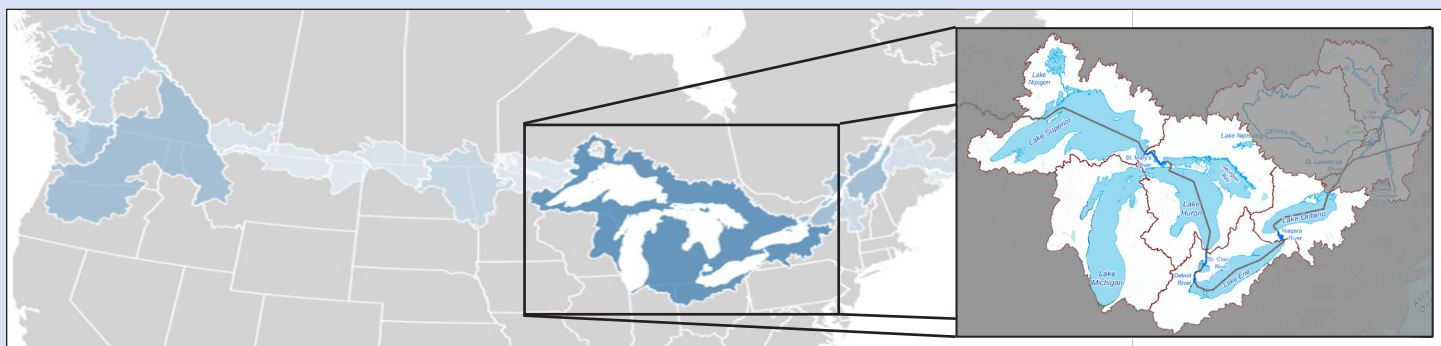 Lake
Nipigon
Lake Superior
St. Mary's
River
Lake Nipissing
Georgian
Bay
Lake
Huron
Ottawa River
St. Lawrence
River
Lake Ontario
Niagara
River
St. Clair
River
Detroit
River
Lake Erie
Lake
Michigan